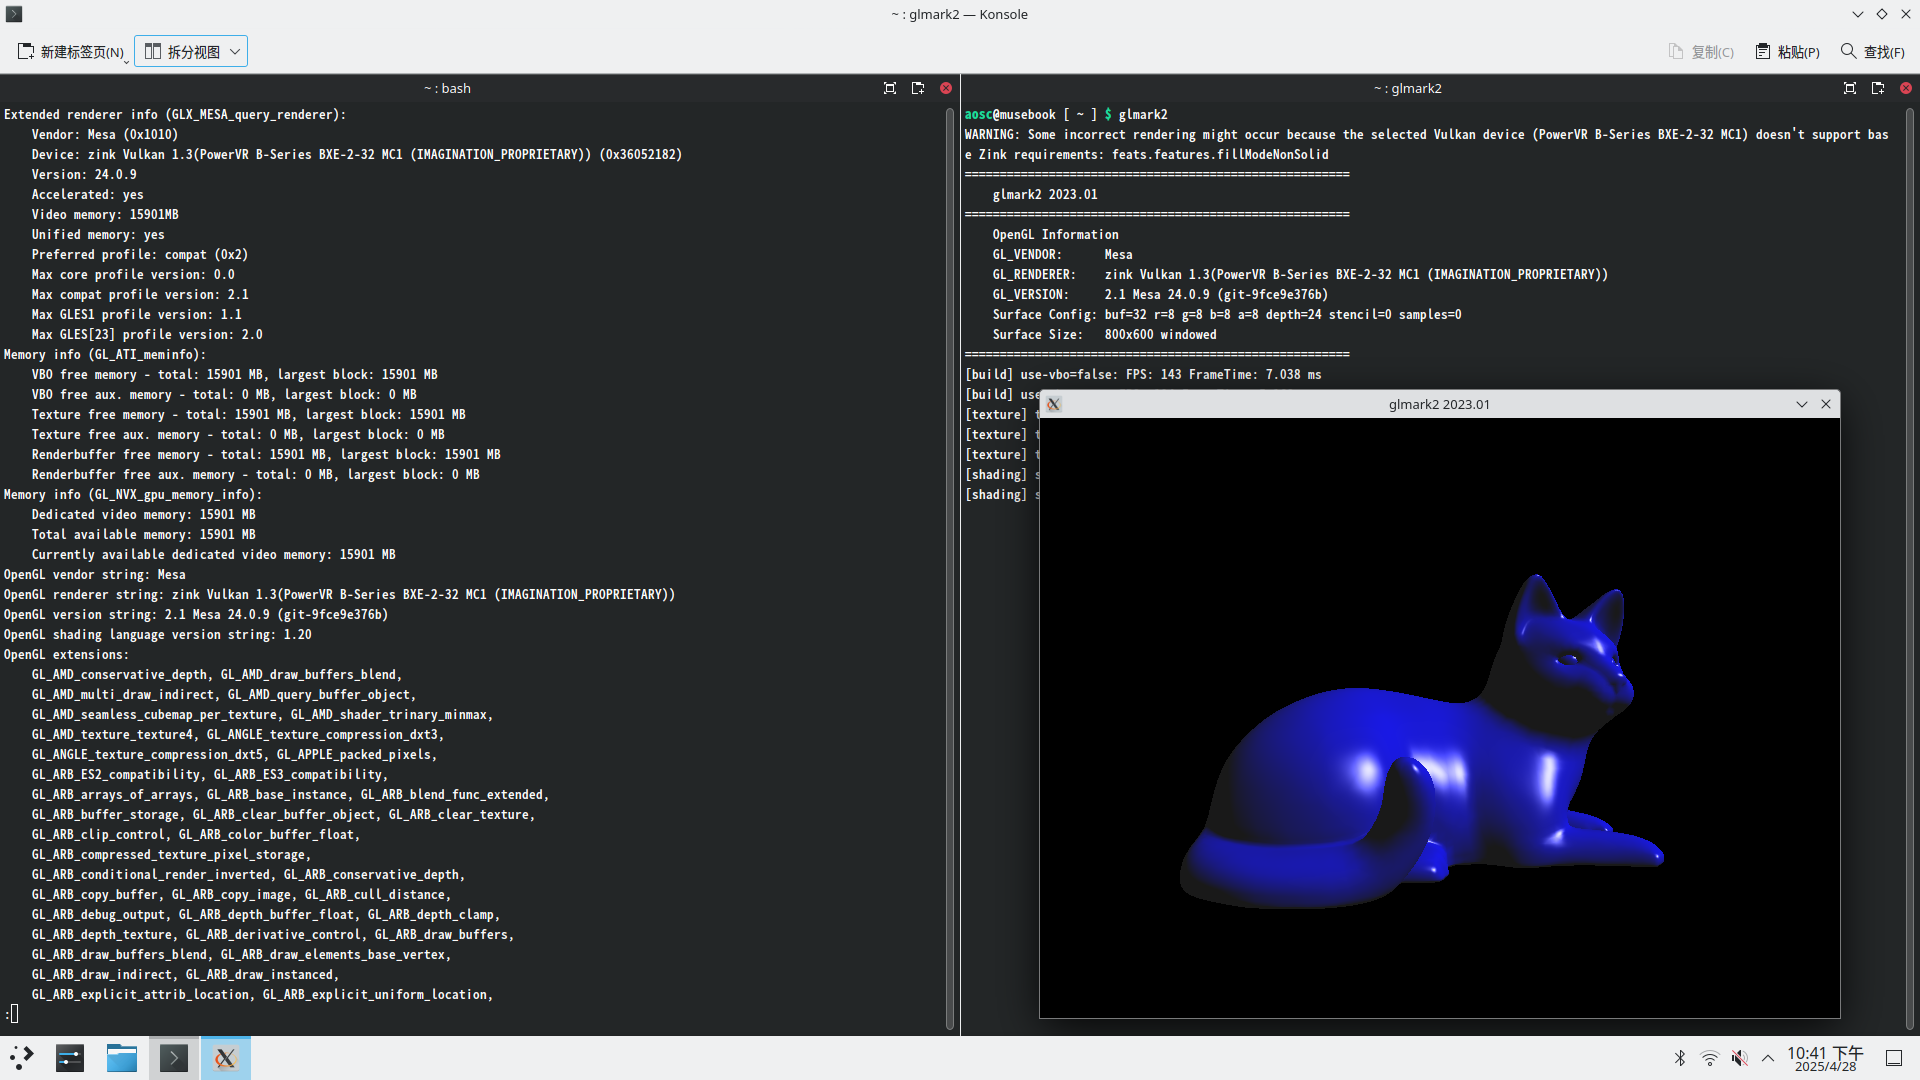 ~ : glmark2 — Konsole
新建标签页(N)
拆分视图
复制(C)
粘贴(P)
查找(F)
~ : bash
Extended renderer info (GLX_MESA_query_renderer):
Vendor: Mesa (0x1010)
Device: zink Vulkan 1.3(PowerVR B-Series BXE-2-32 MC1 (IMAGINATION_PROPRIETARY)) (0x36052182)
Version: 24.0.9
Accelerated: yes
Video memory: 15901MB
Unified memory: yes
Preferred profile: compat (0x2)
Max core profile version: 0.0
Max compat profile version: 2.1
Max GLES1 profile version: 1.1
Max GLES[23] profile version: 2.0
Memory info (GL_ATI_meminfo):
VBO free memory - total: 15901 MB, largest block: 15901 MB
VBO free aux. memory - total: 0 MB, largest block: 0 MB
Texture free memory - total: 15901 MB, largest block: 15901 MB
Texture free aux. memory - total: 0 MB, largest block: 0 MB
Renderbuffer free memory - total: 15901 MB, largest block: 15901 MB
Renderbuffer free aux. memory - total: 0 MB, largest block: 0 MB
Memory info (GL_NVX_gpu_memory_info):
Dedicated video memory: 15901 MB
Total available memory: 15901 MB
Currently available dedicated video memory: 15901 MB
OpenGL vendor string: Mesa
OpenGL renderer string: zink Vulkan 1.3(PowerVR B-Series BXE-2-32 MC1 (IMAGINATION_PROPRIETARY))
OpenGL version string: 2.1 Mesa 24.0.9 (git-9fce9e376b)
OpenGL shading language version string: 1.20
OpenGL extensions:
GL_AMD_conservative_depth, GL_AMD_draw_buffers_blend,
GL_AMD_multi_draw_indirect, GL_AMD_query_buffer_object,
GL_AMD_seamless_cubemap_per_texture, GL_AMD_shader_trinary_minmax,
GL_AMD_texture_texture4, GL_ANGLE_texture_compression_dxt3,
GL_ANGLE_texture_compression_dxt5, GL_APPLE_packed_pixels,
GL_ARB_ES2_compatibility, GL_ARB_ES3_compatibility,
GL_ARB_arrays_of_arrays, GL_ARB_base_instance, GL_ARB_blend_func_extended,
GL_ARB_buffer_storage, GL_ARB_clear_buffer_object, GL_ARB_clear_texture,
GL_ARB_clip_control, GL_ARB_color_buffer_float,
GL_ARB_compressed_texture_pixel_storage,
GL_ARB_conditional_render_inverted, GL_ARB_conservative_depth,
GL_ARB_copy_buffer, GL_ARB_copy_image, GL_ARB_cull_distance,
GL_ARB_debug_output, GL_ARB_depth_buffer_float, GL_ARB_depth_clamp,
GL_ARB_depth_texture, GL_ARB_derivative_control, GL_ARB_draw_buffers,
GL_ARB_draw_buffers_blend, GL_ARB_draw_elements_base_vertex,
GL_ARB_draw_indirect, GL_ARB_draw_instanced,
GL_ARB_explicit_attrib_location, GL_ARB_explicit_uniform_location,
:
~ : glmark2
aosc@musebook [ ~ ] $ glmark2
WARNING: Some incorrect rendering might occur because the selected Vulkan device (PowerVR B-Series BXE-2-32 MC1) doesn't support bas
e Zink requirements: feats.features.fillModeNonSolid
=======================================================
glmark2 2023.01
=======================================================
OpenGL Information
GL_VENDOR: Mesa
GL_RENDERER: zink Vulkan 1.3(PowerVR B-Series BXE-2-32 MC1 (IMAGINATION_PROPRIETARY))
GL_VERSION: 2.1 Mesa 24.0.9 (git-9fce9e376b)
Surface Config: buf=32 r=8 g=8 b=8 a=8 depth=24 stencil=0 samples=0
Surface Size: 800x600 windowed
=======================================================
[build] use-vbo=false: FPS: 143 FrameTime: 7.038 ms
[build] use
[texture] t
[texture] t
[texture] t
[shading] s
[shading] s
glmark2 2023.01
10:41 下午
2025/4/28